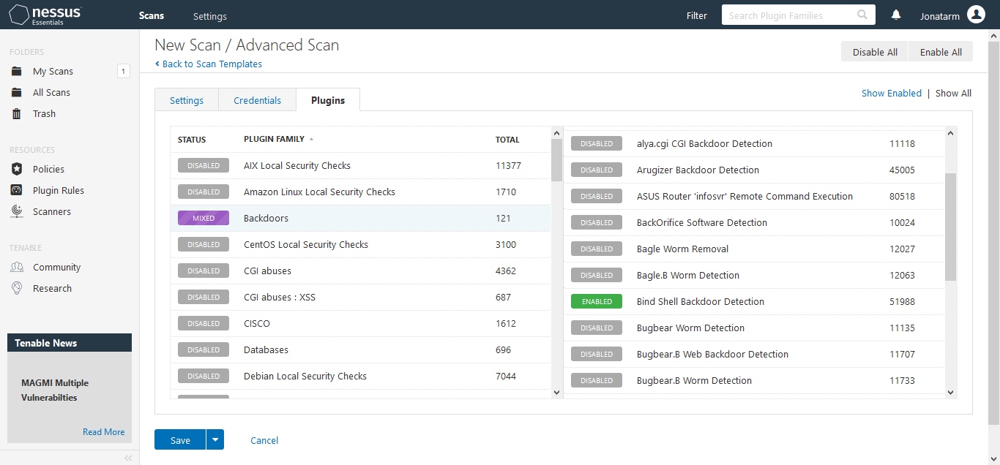 nessus
Essentials
Scans
Settings
Filter
Search Plugin Families
Jonatarm
FOLDERS
My Scans
1
All Scans
Trash
RESOURCES
Policies
Plugin Rules
Scanners
TENABLE
Community
Research
Tenable News
MAGMI Multiple
Vulnerabilties
Read More
New Scan / Advanced Scan
Back to Scan Templates
Disable All
Enable All
Settings
Credentials
Plugins
Show Enabled | Show All
STATUS PLUGIN FAMILY TOTAL
DISABLED AIX Local Security Checks 11377
DISABLED Amazon Linux Local Security Checks 1710
MIXED Backdoors 121
DISABLED CentOS Local Security Checks 3100
DISABLED CGI abuses 4362
DISABLED CGI abuses : XSS 687
DISABLED CISCO 1612
DISABLED Databases 696
DISABLED Debian Local Security Checks 7044
DISABLED alya.cgi CGI Backdoor Detection 11118
DISABLED Arugizer Backdoor Detection 45005
DISABLED ASUS Router 'infosvr' Remote Command Execution 80518
DISABLED BackOrifice Software Detection 10024
DISABLED Bagle Worm Removal 12027
DISABLED Bagle.B Worm Detection 12063
ENABLED Bind Shell Backdoor Detection 51988
DISABLED Bugbear Worm Detection 11135
DISABLED Bugbear.B Web Backdoor Detection 11707
DISABLED Bugbear.B Worm Detection 11733
Save
Cancel